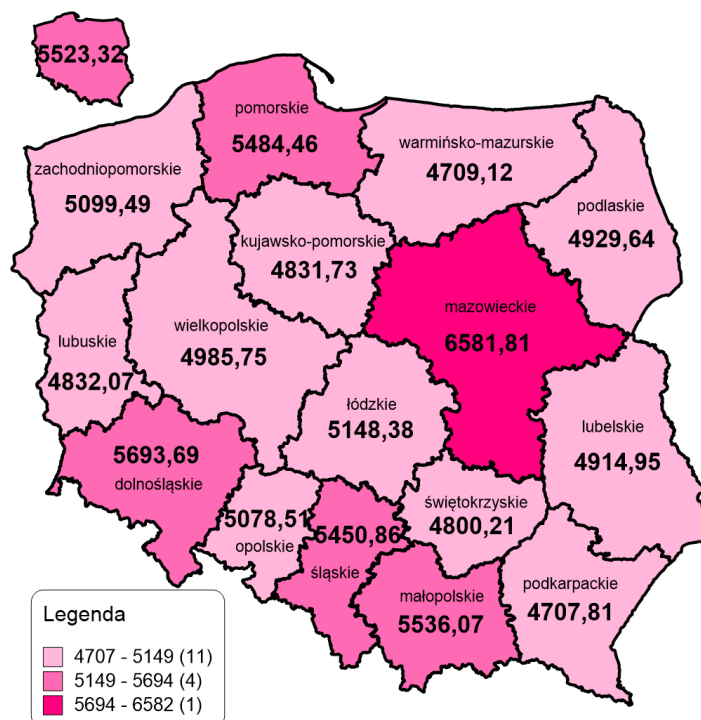 5523,32
pomorskie
5484,46
warmińsko-mazurskie
4709,12
zachodniopomorskie
5099,49
podlaskie
4929,64
kujawsko-pomorskie
4831,73
mazowieckie
6581,81
wielkopolskie
4985,75
lubuskie
4832,07
łódzkie
5148,38
lubelskie
4914,95
5693,69
dolnośląskie
5078,51
opolskie
5450,86
śląskie
świętokrzyskie
4800,21
małopolskie
5536,07
podkarpackie
4707,81
Legenda
4707 - 5149 (11)
5149 - 5694 (4)
5694 - 6582 (1)